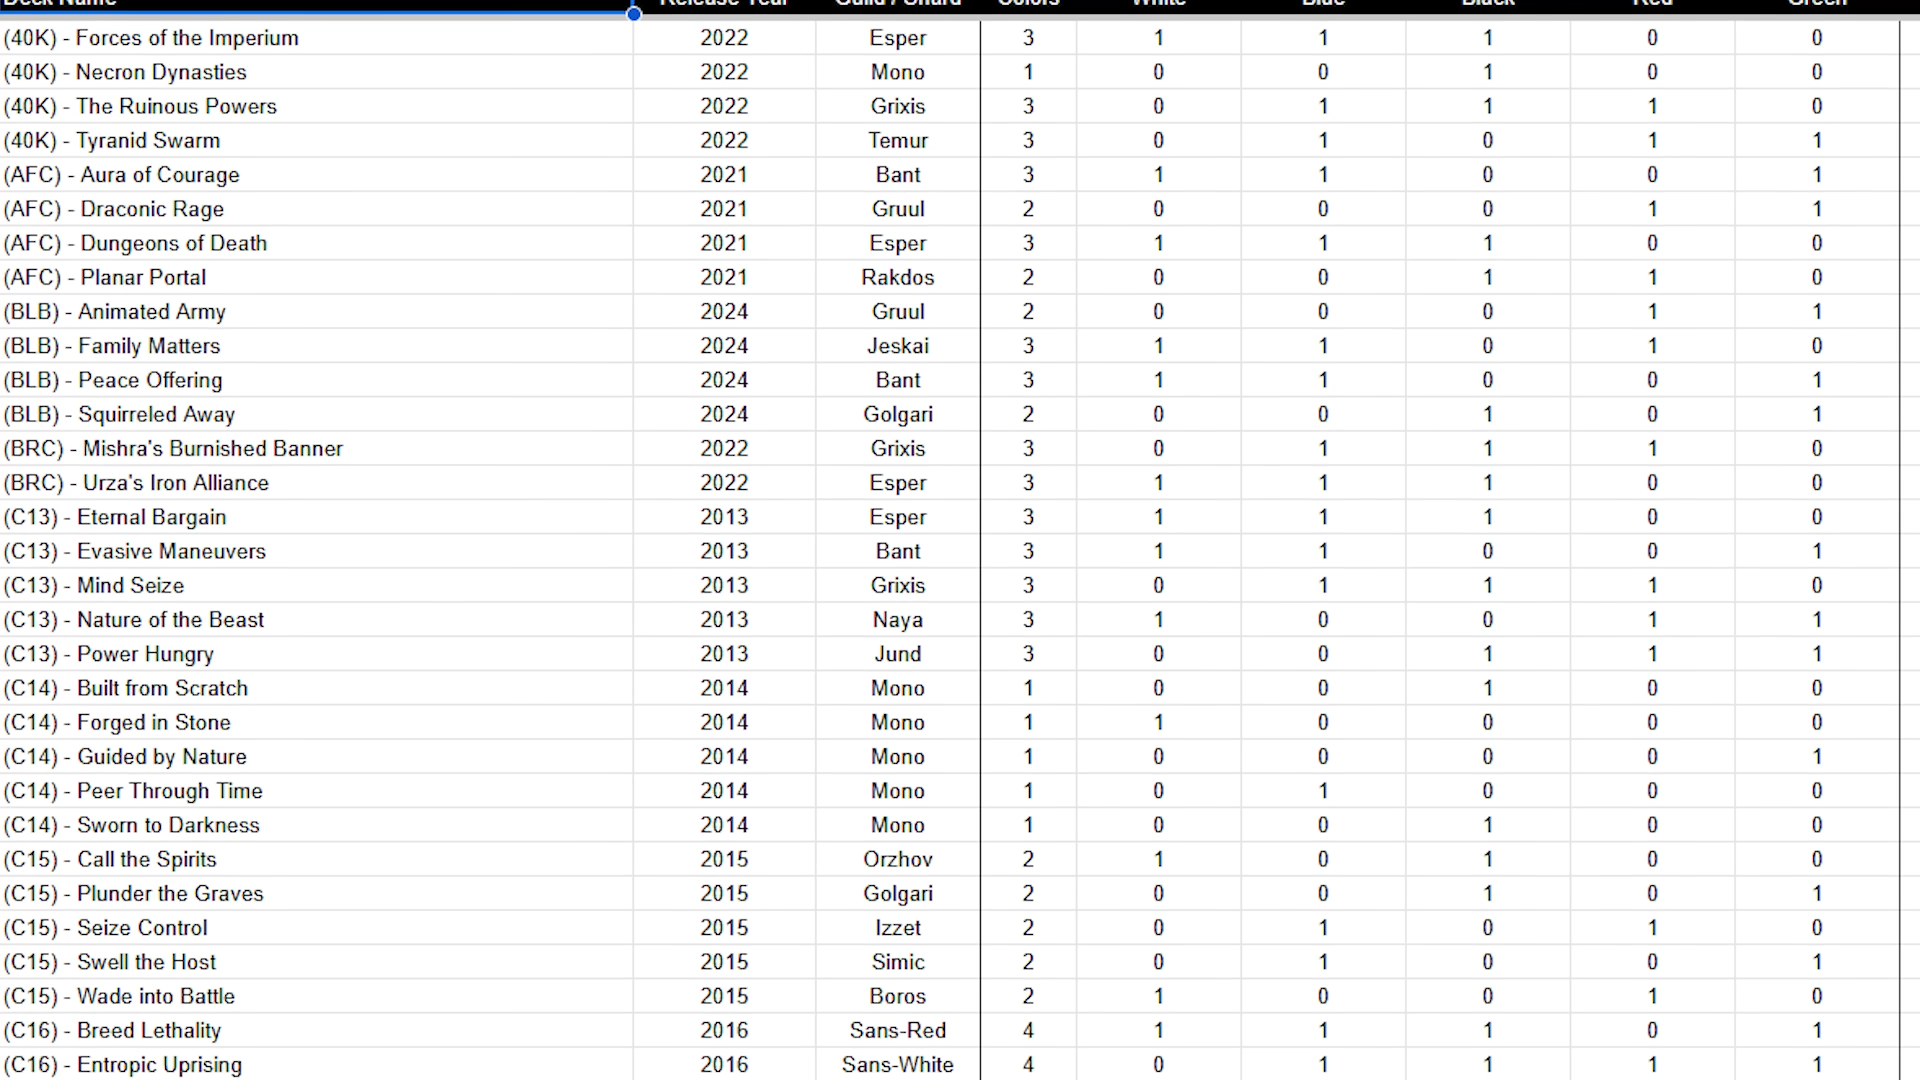 Deck Name Release Year Guild / Shard Colors White Blue Black Red Green
(40K) - Forces of the Imperium 2022 Esper 3 1 1 1 0 0
(40K) - Necron Dynasties 2022 Mono 1 0 0 1 0 0
(40K) - The Ruinous Powers 2022 Grixis 3 0 1 1 1 0
(40K) - Tyranid Swarm 2022 Temur 3 0 1 0 1 1
(AFC) - Aura of Courage 2021 Bant 3 1 1 0 0 1
(AFC) - Draconic Rage 2021 Gruul 2 0 0 0 1 1
(AFC) - Dungeons of Death 2021 Esper 3 1 1 1 0 0
(AFC) - Planar Portal 2021 Rakdos 2 0 0 1 1 0
(BLB) - Animated Army 2024 Gruul 2 0 0 0 1 1
(BLB) - Family Matters 2024 Jeskai 3 1 1 0 1 0
(BLB) - Peace Offering 2024 Bant 3 1 1 0 0 1
(BLB) - Squirreled Away 2024 Golgari 2 0 0 1 0 1
(BRC) - Mishra's Burnished Banner 2022 Grixis 3 0 1 1 1 0
(BRC) - Urza's Iron Alliance 2022 Esper 3 1 1 1 0 0
(C13) - Eternal Bargain 2013 Esper 3 1 1 1 0 0
(C13) - Evasive Maneuvers 2013 Bant 3 1 1 0 0 1
(C13) - Mind Seize 2013 Grixis 3 0 1 1 1 0
(C13) - Nature of the Beast 2013 Naya 3 1 0 0 1 1
(C13) - Power Hungry 2013 Jund 3 0 0 1 1 1
(C14) - Built from Scratch 2014 Mono 1 0 0 1 0 0
(C14) - Forged in Stone 2014 Mono 1 1 0 0 0 0
(C14) - Guided by Nature 2014 Mono 1 0 0 0 0 1
(C14) - Peer Through Time 2014 Mono 1 0 1 0 0 0
(C14) - Sworn to Darkness 2014 Mono 1 0 0 1 0 0
(C15) - Call the Spirits 2015 Orzhov 2 1 0 1 0 0
(C15) - Plunder the Graves 2015 Golgari 2 0 0 1 0 1
(C15) - Seize Control 2015 Izzet 2 0 1 0 1 0
(C15) - Swell the Host 2015 Simic 2 0 1 0 0 1
(C15) - Wade into Battle 2015 Boros 2 1 0 0 1 0
(C16) - Breed Lethality 2016 Sans-Red 4 1 1 1 0 1
(C16) - Entropic Uprising 2016 Sans-White 4 0 1 1 1 1